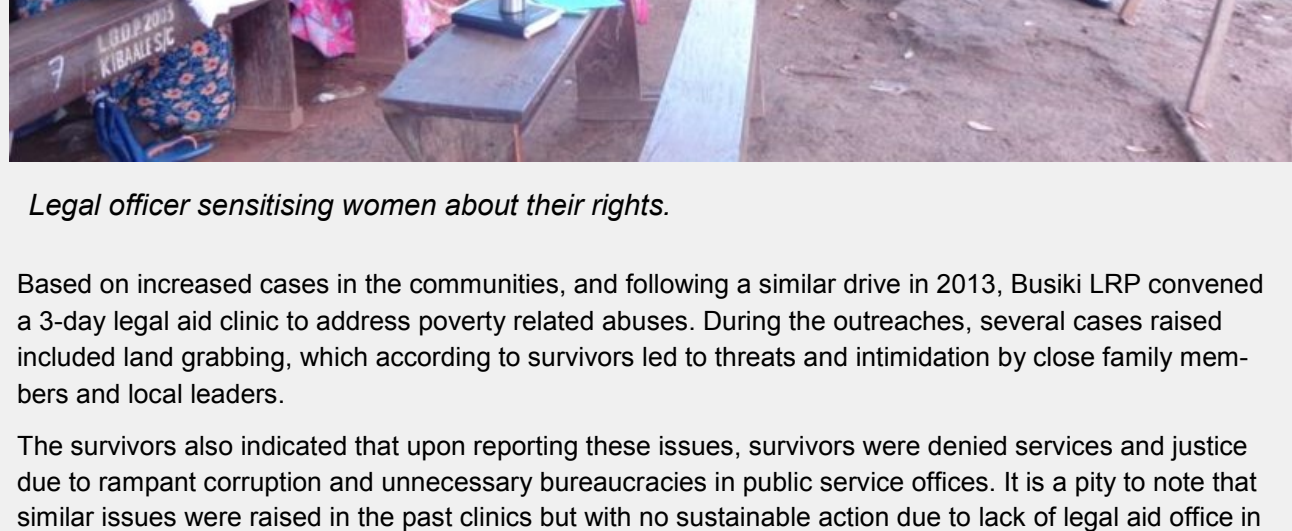 L.G.D.P. 2003
KIBAALE S/C
7
Legal officer sensitising women about their rights.
Based on increased cases in the communities, and following a similar drive in 2013, Busiki LRP convened
a 3-day legal aid clinic to address poverty related abuses. During the outreaches, several cases raised
included land grabbing, which according to survivors led to threats and intimidation by close family mem-
bers and local leaders.
The survivors also indicated that upon reporting these issues, survivors were denied services and justice
due to rampant corruption and unnecessary bureaucracies in public service offices. It is a pity to note that
similar issues were raised in the past clinics but with no sustainable action due to lack of legal aid office in